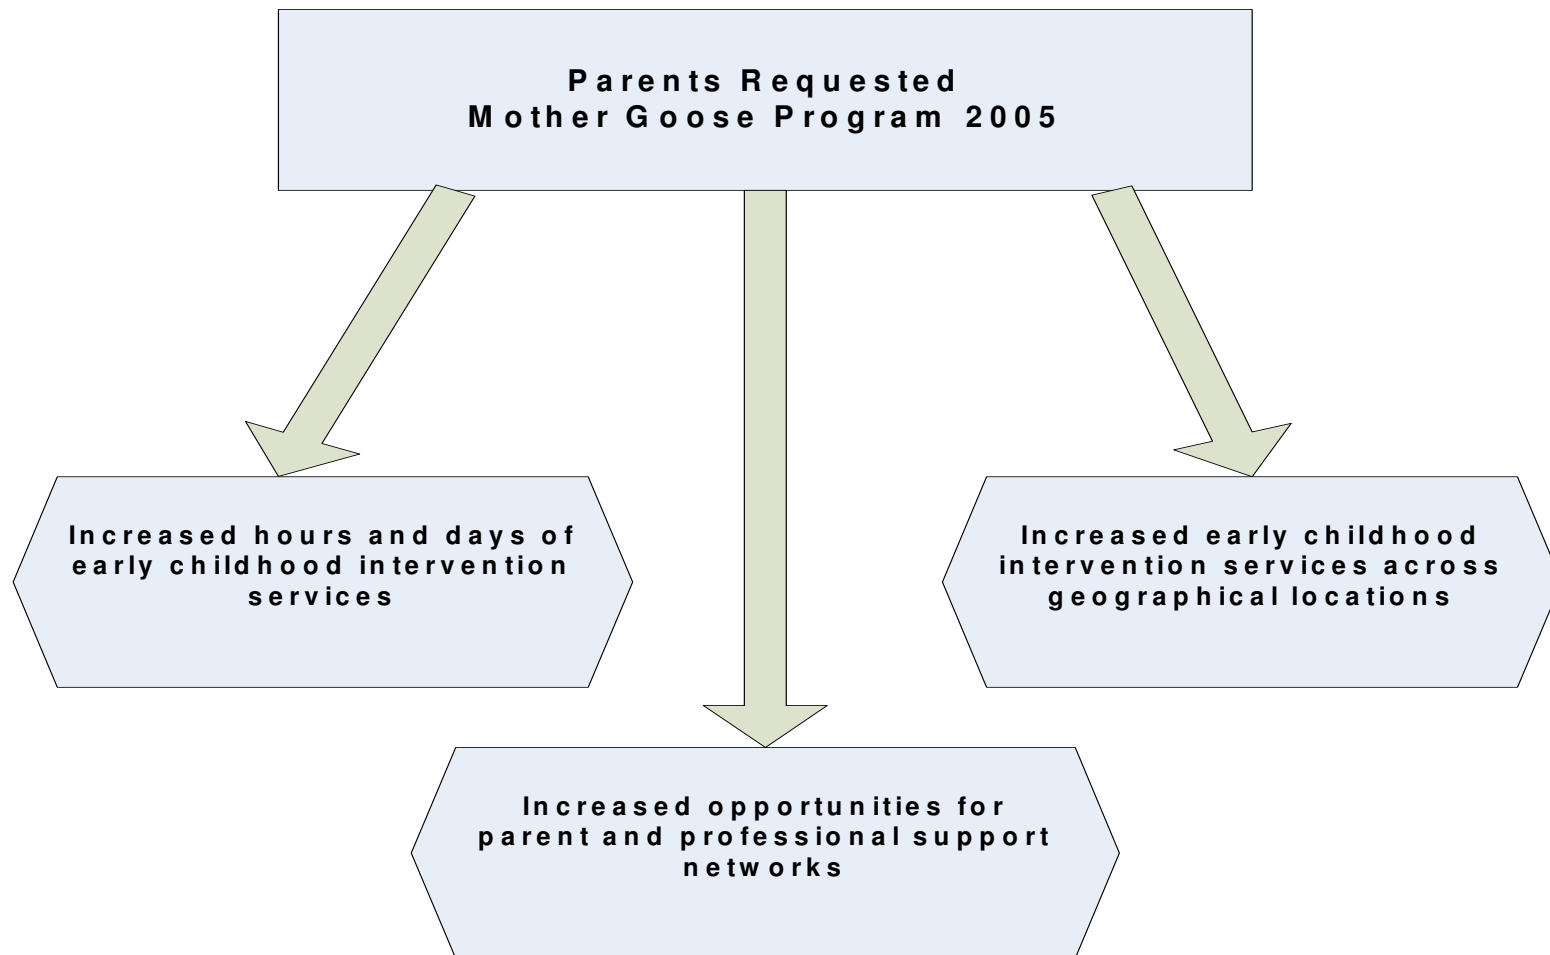 Parents Requested
Mother Goose Program 2005
Increased hours and days of
early childhood intervention
services
Increased early childhood
intervention services across
geographical locations
Increased opportunities for
parent and professional support
networks